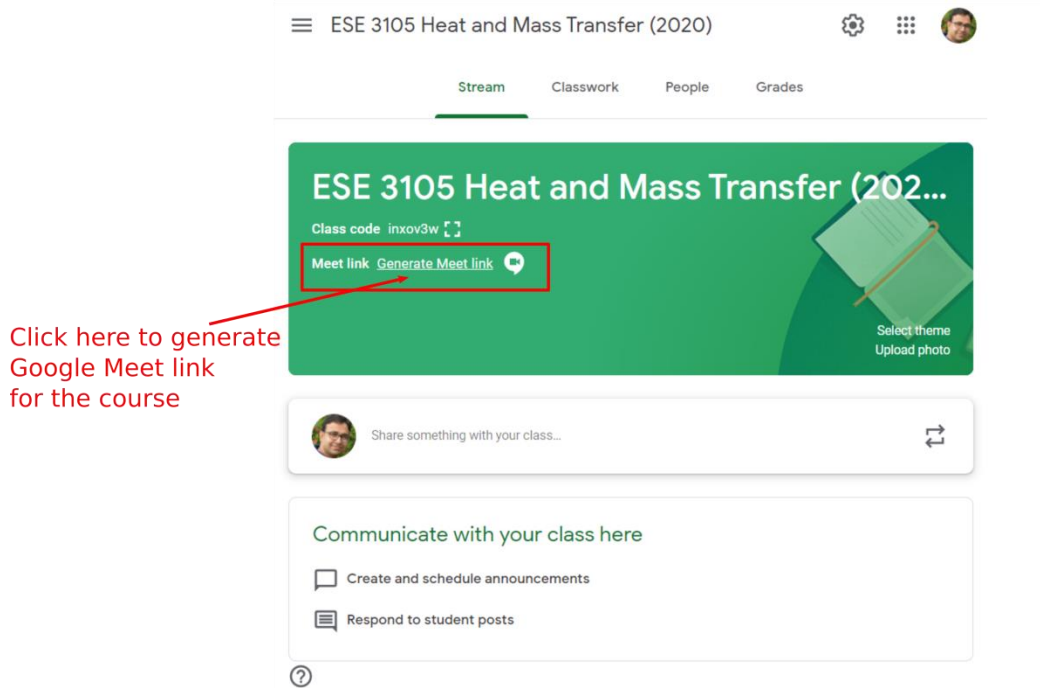 ESE 3105 Heat and Mass Transfer (2020)
Stream Classwork People Grades
ESE 3105 Heat and Mass Transfer (202...
Class code inxov3w
Meet link Generate Meet link
Click here to generate
Google Meet link
for the course
Select theme
Upload photo
Share something with your class...
Communicate with your class here
Create and schedule announcements
Respond to student posts